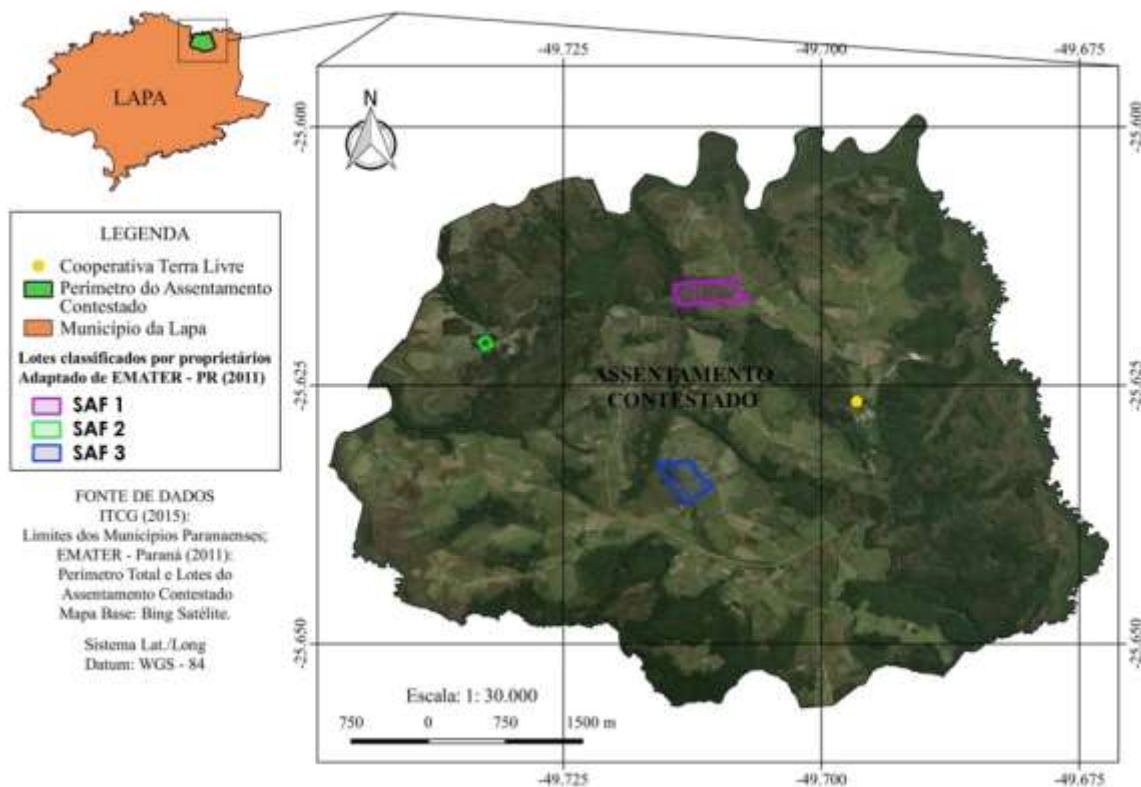 LAPA
LEGENDA
Cooperativa Terra Livre
Perímetro do Assentamento
Contestado
Município da Lapa
Lotes classificados por proprietários
Adaptado de EMATER - PR (2011)
SAF 1
SAF 2
SAF 3
FONTE DE DADOS
ITCG (2015):
Limites dos Municípios Paranaenses;
EMATER - Paraná (2011):
Perímetro Total e Lotes do
Assentamento Contestado
Mapa Base: Bing Satélite.
Sistema Lat./Long
Datum: WGS - 84
-49.725 -49.700 -49.675
N
-25.600 -25.600
ASSENTAMENTO
CONTESTADO
-25.625 -25.625
-25.650 -25.650
Escala: 1: 30.000
750 0 750 1500 m
-49.725 -49.700 -49.675